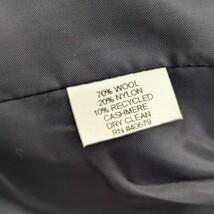 70% WOOL
20% NYLON
10% RECYCLED
CASHMERE
DRY CLEAN
RN #40679